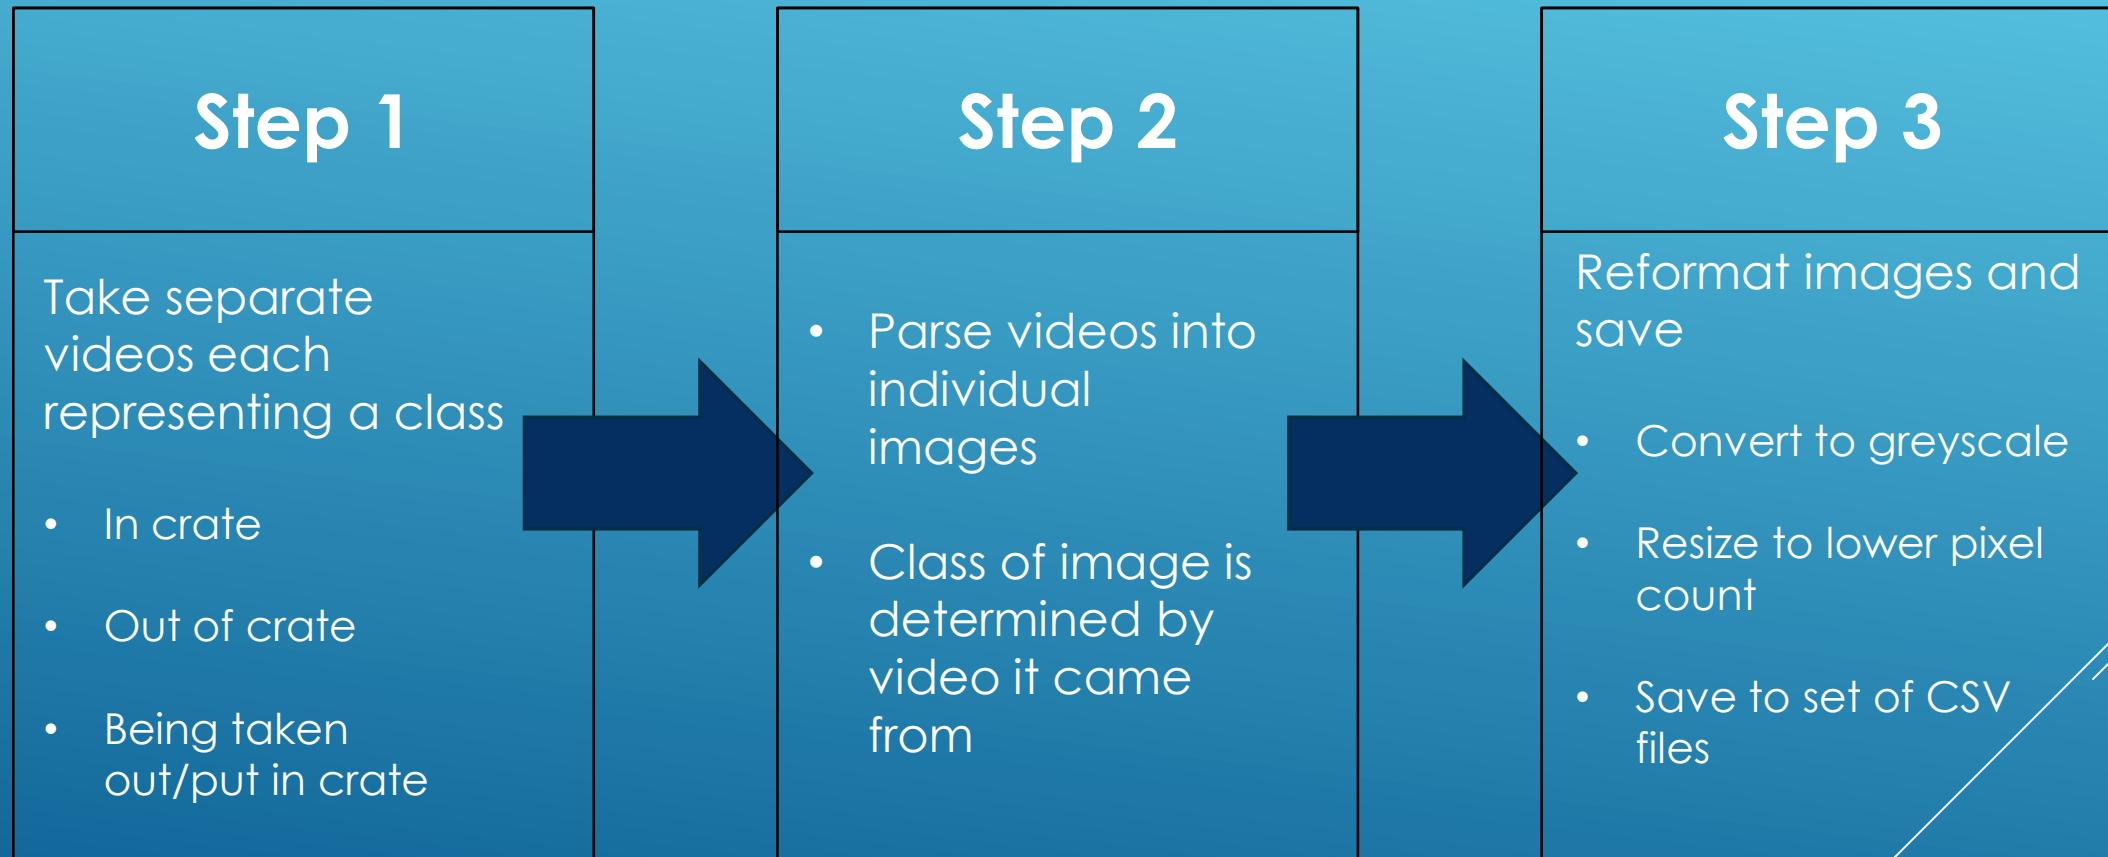 Step 1
Take separate
videos each
representing a class
• In crate
• Out of crate
• Being taken
out/put in crate
Step 2
• Parse videos into
individual
images
• Class of image is
determined by
video it came
from
Step 3
Reformat images and
save
• Convert to greyscale
• Resize to lower pixel
count
• Save to set of CSV
files